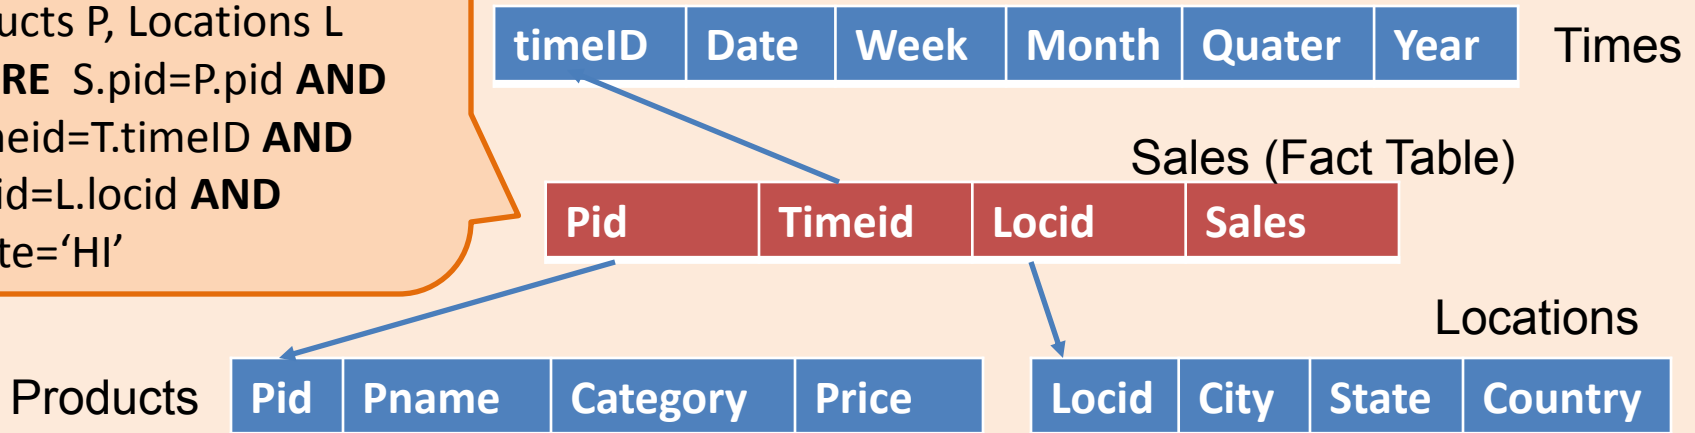 ucts P, Locations L
RE S.pid=P.pid AND
neid=T.timeID AND
id=L.locid AND
te=‘HI’
timeID Date Week Month Quater Year Times
Sales (Fact Table)
Pid Timeid Locid Sales
Locations
Products Pid Pname Category Price Locid City State Country